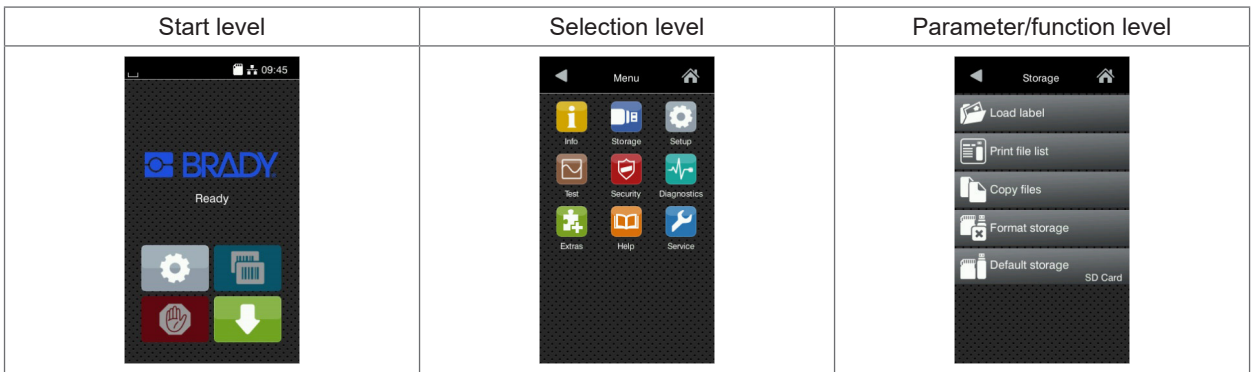 Start level
Selection level
Parameter/function level
09:45
BRADY
Ready
Menu
Info Storage Setup
Test Security Diagnostics
Extras Help Service
Storage
Load label
Print file list
Copy files
Format storage
Default storage
SD Card